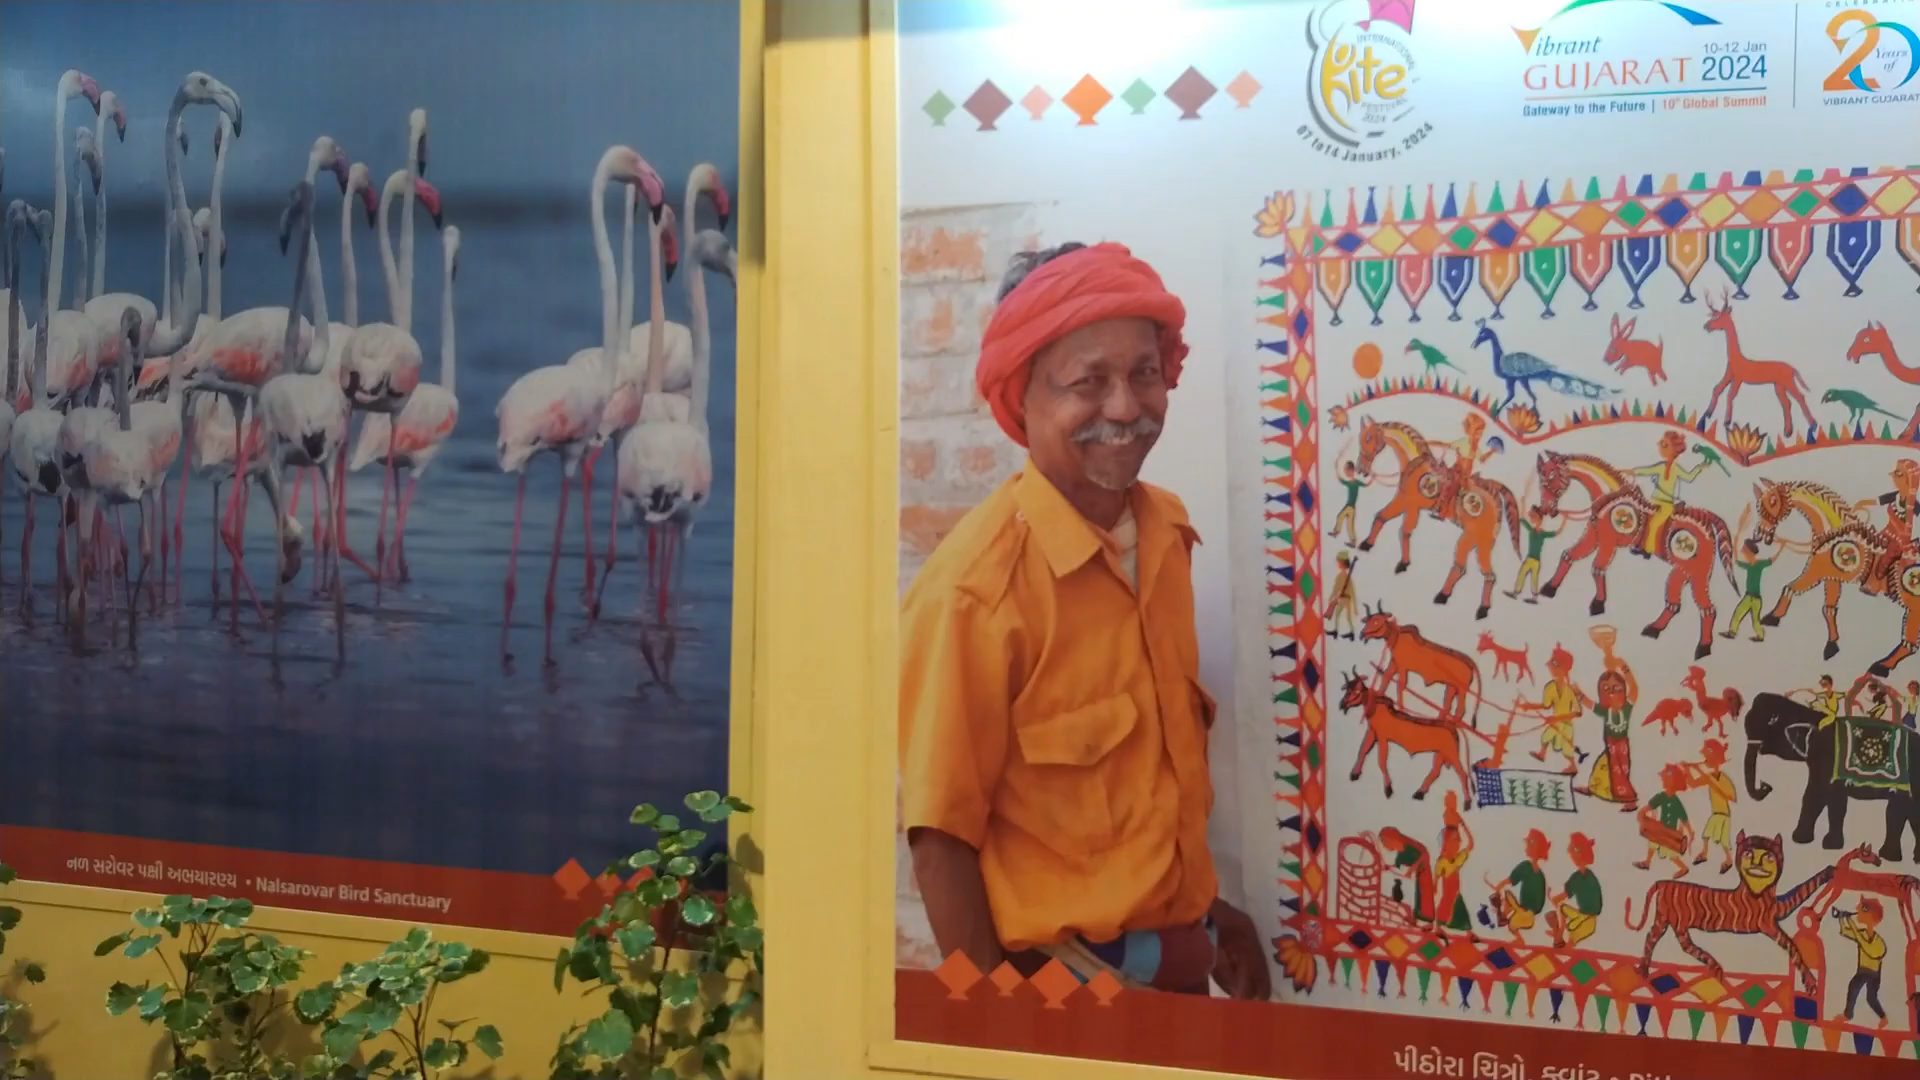 નળ સરોવર પક્ષી અભયારણ્ય • Nalsarovar Bird Sanctuary
INTERNATIONAL
Kite
FESTIVAL
2024
07 to 14 January, 2024
Vibrant
GUJARAT
10-12 Jan
2024
Gateway to the Future | 10th Global Summit
20
Years
of
VIBRANT GUJARAT
પીઠોરા ચિત્રો, ક્વાંટ •